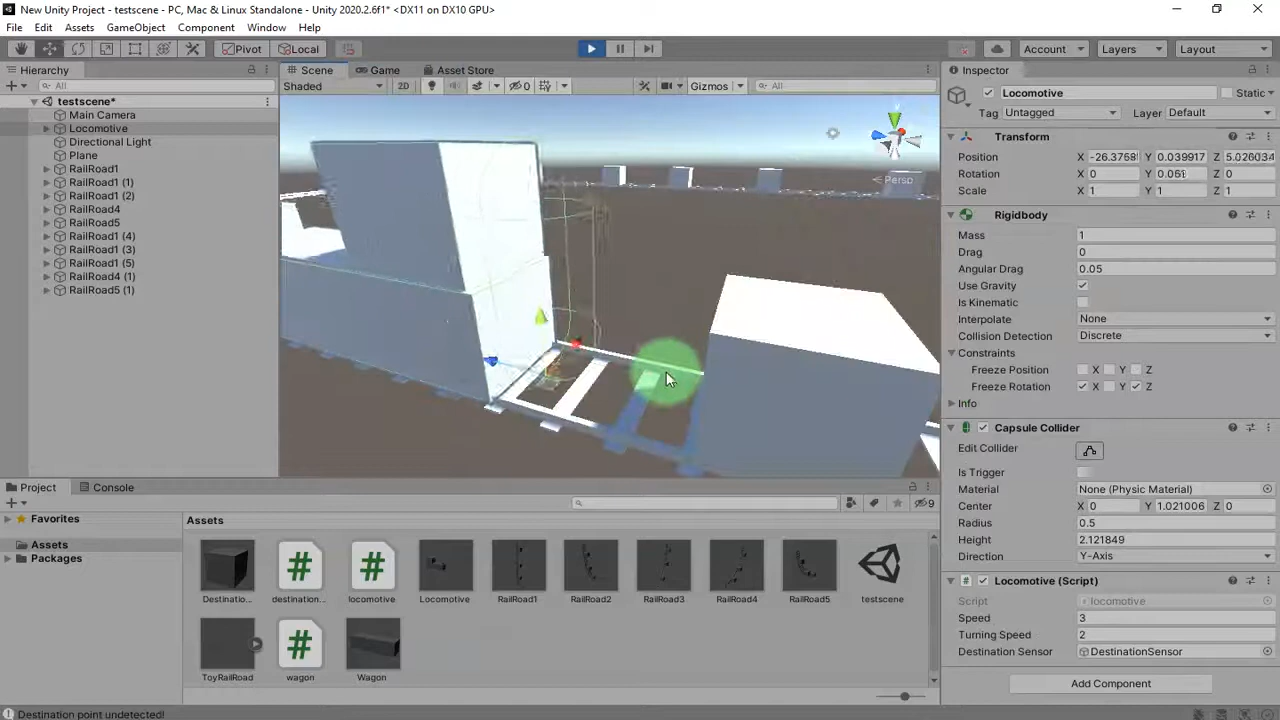 New Unity Project - testscene - PC, Mac & Linux Standalone - Unity 2020.2.6f1* <DX11 on DX10 GPU>
File Edit Assets GameObject Component Window Help
Pivot Local Account Layers Layout
Hierarchy
All
testscene*
Main Camera
Locomotive
Directional Light
Plane
RailRoad1
RailRoad1 (1)
RailRoad1 (2)
RailRoad4
RailRoad5
RailRoad1 (4)
RailRoad1 (3)
RailRoad1 (5)
RailRoad4 (1)
RailRoad5 (1)
Scene Game Asset Store
Shaded 2D 0 Gizmos All
Persp
Inspector
Locomotive Static
Tag Untagged Layer Default
Transform
Position X -26.3758 Y 0.039917 Z 5.026034
Rotation X 0 Y Z 0
Scale X 1 Y 1 Z 1
Rigidbody
Mass 1
Drag 0
Angular Drag 0.05
Use Gravity
Is Kinematic
Interpolate None
Collision Detection Discrete
Constraints
Freeze Position X Y Z
Freeze Rotation X Y Z
Info
Capsule Collider
Edit Collider
Is Trigger
Material None (Physic Material)
Center X 0 Y 1.021006 Z 0
Radius 0.5
Height 2.121849
Direction Y-Axis
Locomotive (Script)
Script locomotive
Speed 3
Turning Speed 2
Destination Sensor DestinationSensor
Add Component
Project Console
9
Favorites
Assets
Packages
Assets
Destinatio... destination... locomotive Locomotive RailRoad1 RailRoad2 RailRoad3 RailRoad4 RailRoad5 testscene
ToyRailRoad wagon Wagon
Destination point undetected!